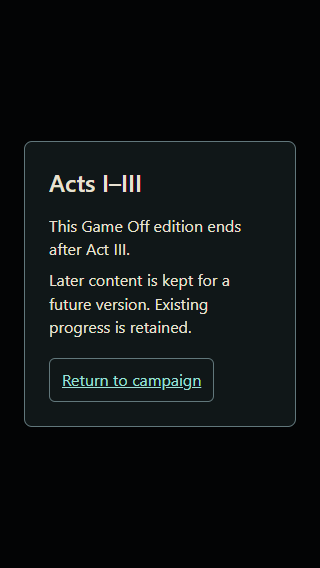 Acts I–III
This Game Off edition ends
after Act III.
Later content is kept for a
future version. Existing
progress is retained.
Return to campaign